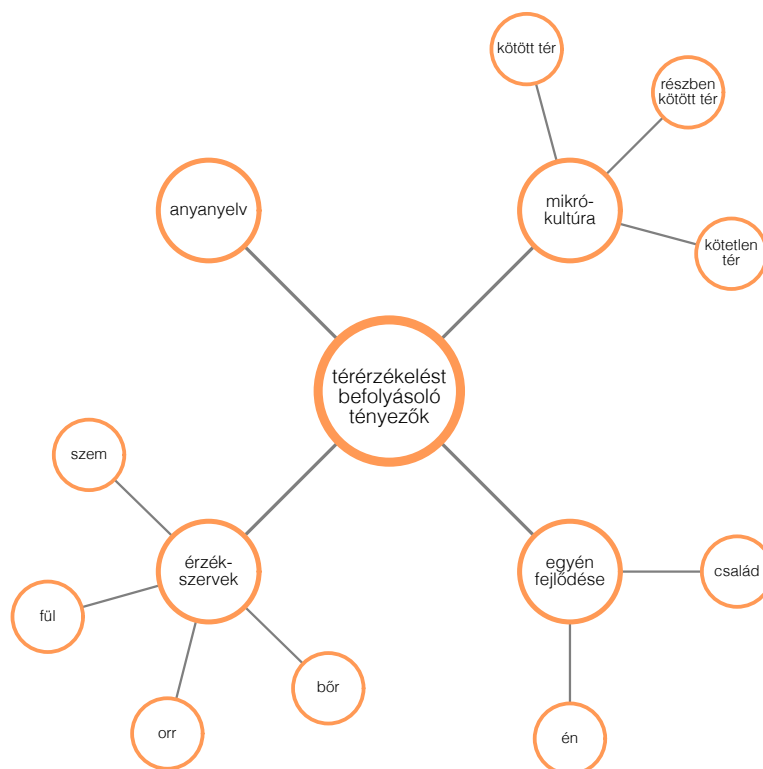 kötött tér
részben
kötött tér
anyanyelv
mikró-
kultúra
kötetlen
tér
térérzékelést
befolyásoló
tényezők
szem
érzék-
szervek
egyén
fejlődése
család
fül
bőr
orr
én